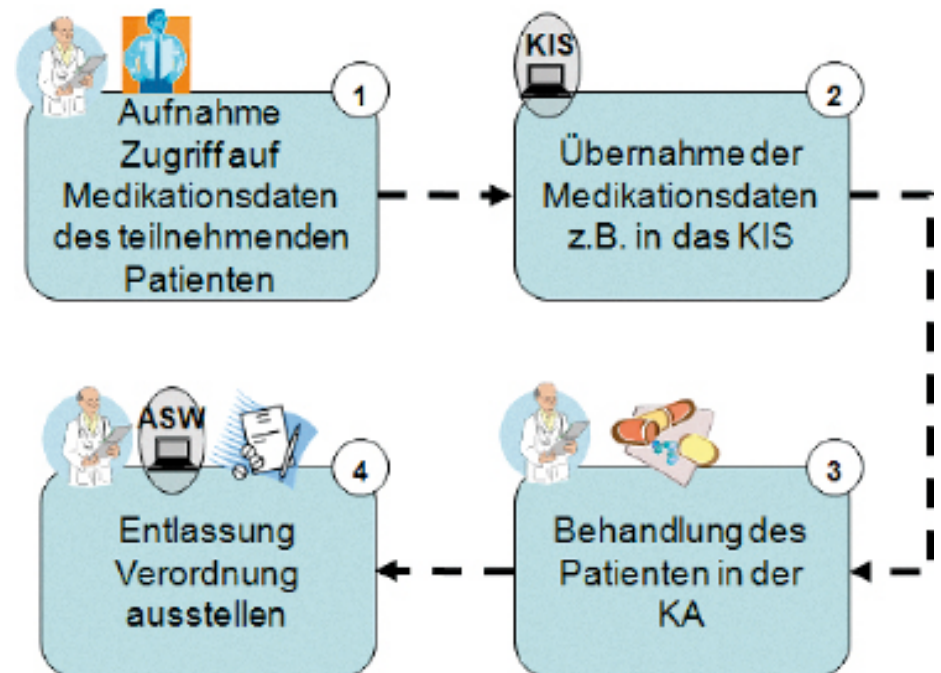 1
Aufnahme
Zugriff auf
Medikationsdaten
des teilnehmenden
Patienten
KIS
2
Übernahme der
Medikationsdaten
z.B. in das KIS
3
Behandlung des
Patienten in der
KA
ASW
4
Entlassung
Verordnung
ausstellen